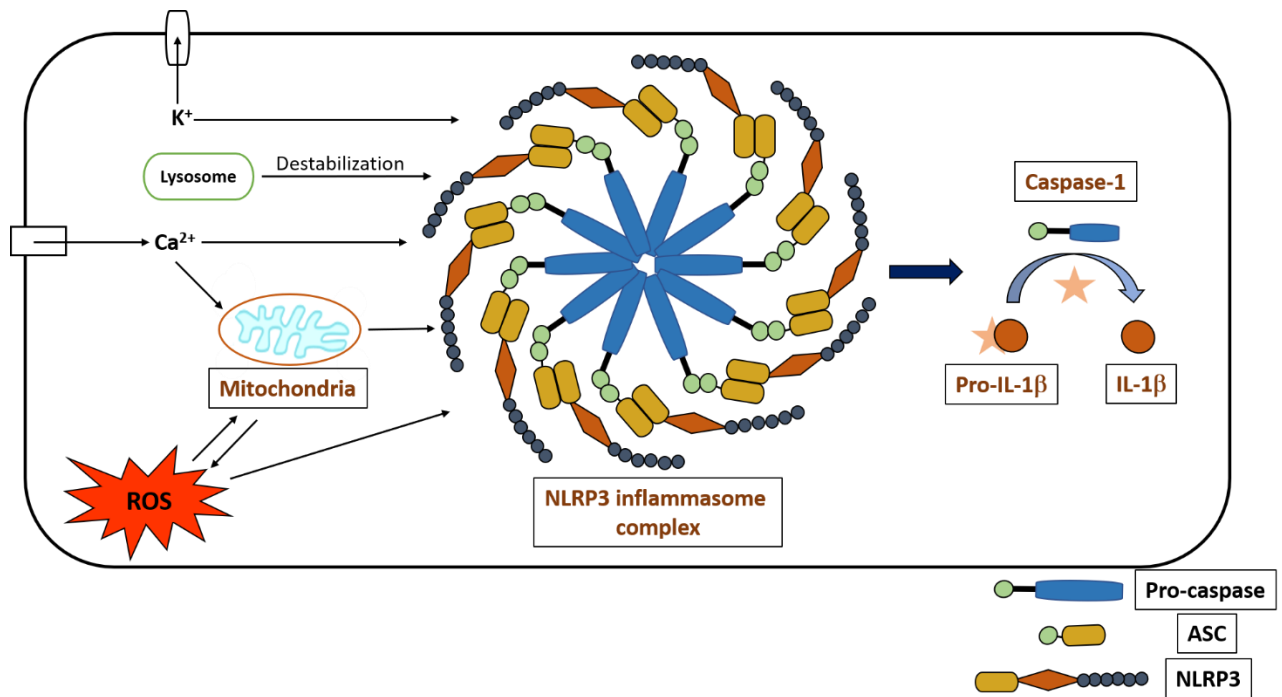 K⁺
Lysosome
Destabilization
Ca²⁺
Mitochondria
ROS
NLRP3 inflammasome
complex
Caspase-1
Pro-IL-1β
IL-1β
Pro-caspase
ASC
NLRP3